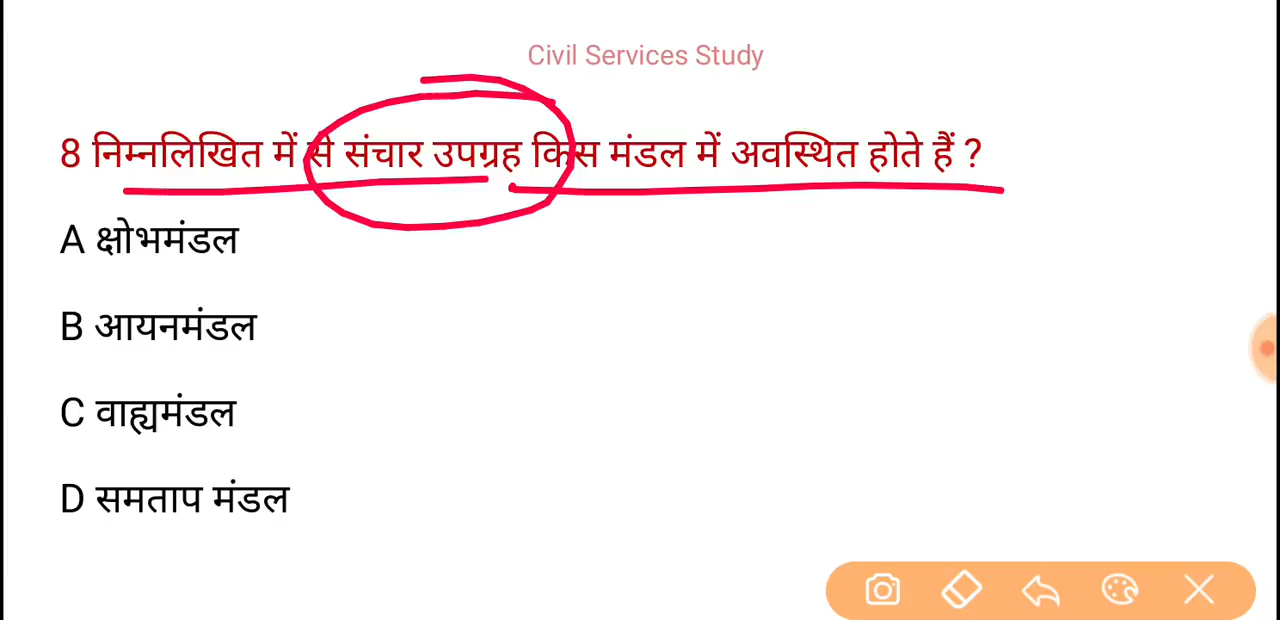 Civil Services Study
8 निम्नलिखित में से संचार उपग्रह किस मंडल में अवस्थित होते हैं ?
A क्षोभमंडल
B आयनमंडल
C वाह्यमंडल
D समताप मंडल